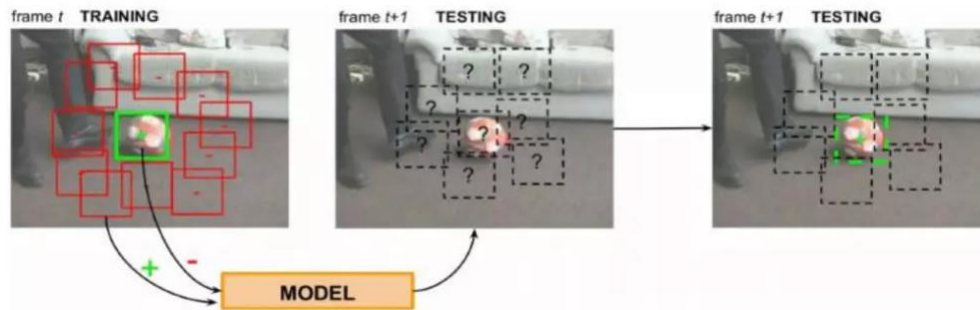 frame t TRAINING
frame t+1 TESTING
frame t+1 TESTING
- - - - - - - +
? ?
? ?
? ? ?
?
+ -
MODEL